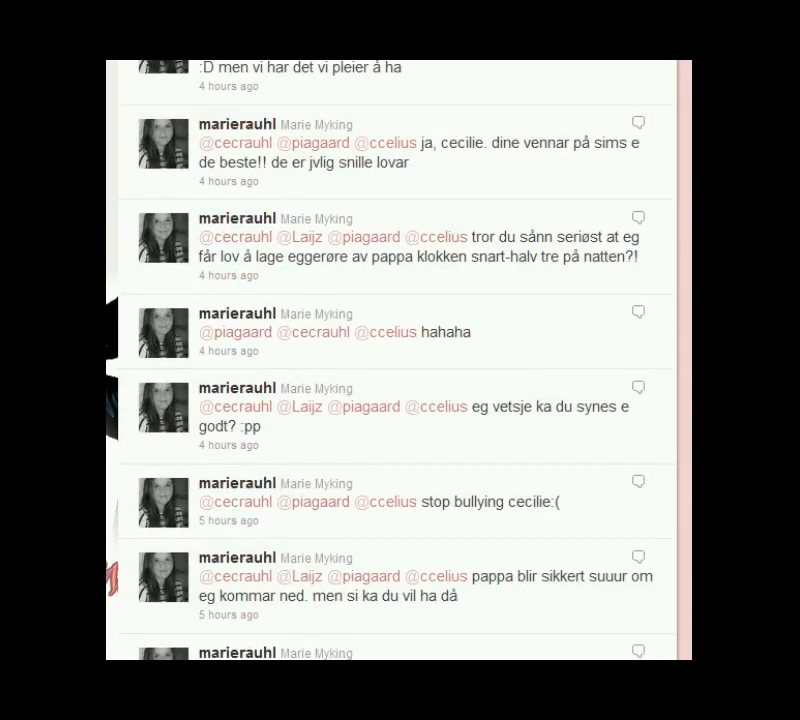 :D men vi har det vi pleier å ha
4 hours ago
marierauhl Marie Myking
@cecrauhl @piagaard @ccelius ja, cecilie. dine vennar på sims e
de beste!! de er jvlig snille lovar
4 hours ago
marierauhl Marie Myking
@cecrauhl @Laijz @piagaard @ccelius tror du sånn seriøst at eg
får lov å lage eggerøre av pappa klokken snart-halv tre på natten?!
4 hours ago
marierauhl Marie Myking
@piagaard @cecrauhl @ccelius hahaha
4 hours ago
marierauhl Marie Myking
@cecrauhl @Laijz @piagaard @ccelius eg vetsje ka du synes e
godt? :pp
4 hours ago
marierauhl Marie Myking
@cecrauhl @piagaard @ccelius stop bullying cecilie:(
5 hours ago
marierauhl Marie Myking
@cecrauhl @Laijz @piagaard @ccelius pappa blir sikkert suuur om
eg kommar ned. men si ka du vil ha då
5 hours ago
marierauhl Marie Myking